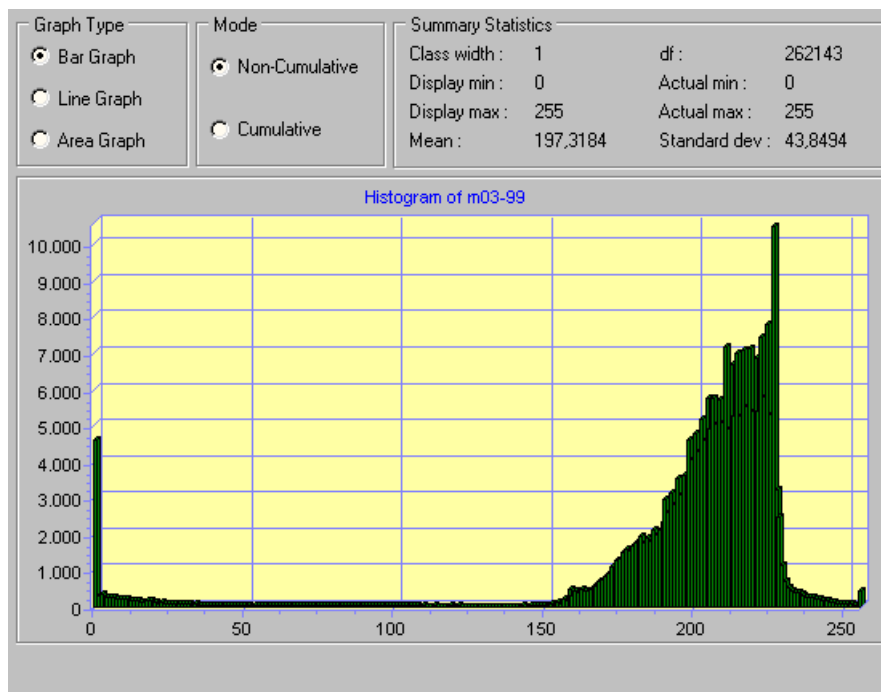 Graph Type
Bar Graph
Line Graph
Area Graph
Mode
Non-Cumulative
Cumulative
Summary Statistics
Class width : 1 df : 262143
Display min : 0 Actual min : 0
Display max : 255 Actual max : 255
Mean : 197,3184 Standard dev : 43,8494
Histogram of m03-99
10.000
9.000
8.000
7.000
6.000
5.000
4.000
3.000
2.000
1.000
0
0 50 100 150 200 250